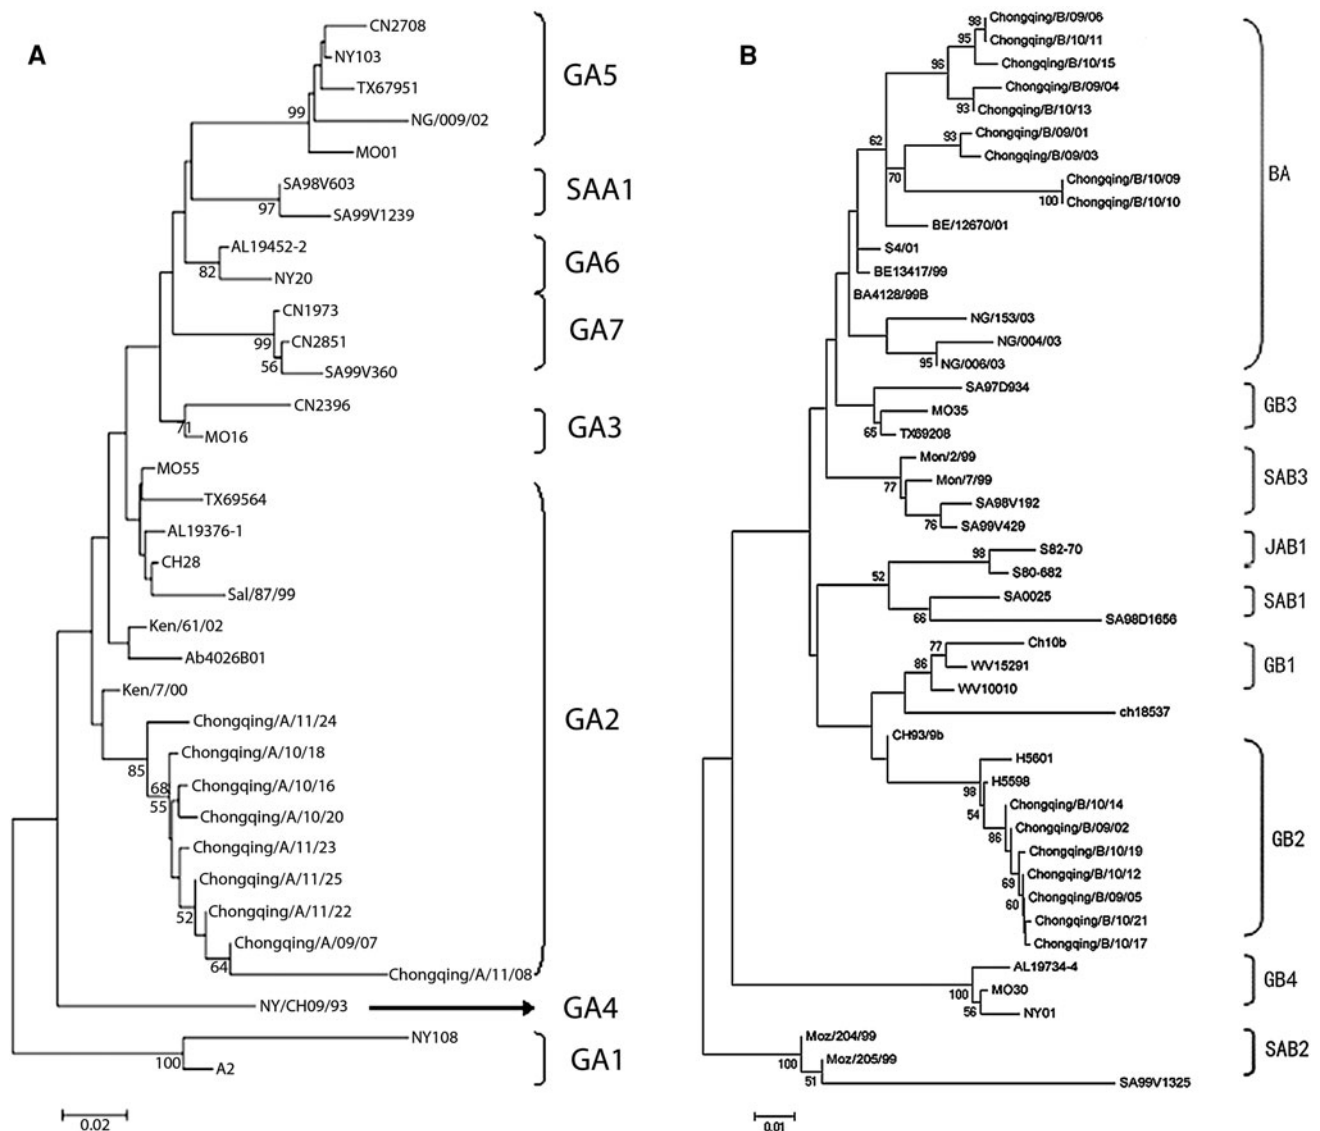 A
CN2708
NY103
TX67951
NG/009/02
MO01
99
GA5
SA98V603
SA99V1239
97
SAA1
AL19452-2
NY20
82
GA6
CN1973
CN2851
SA99V360
99
56
GA7
CN2396
MO16
71
GA3
MO55
TX69564
AL19376-1
CH28
Sal/87/99
Ken/61/02
Ab4026B01
Ken/7/00
Chongqing/A/11/24
85
Chongqing/A/10/18
68
55
Chongqing/A/10/16
Chongqing/A/10/20
Chongqing/A/11/23
Chongqing/A/11/25
52
Chongqing/A/11/22
Chongqing/A/09/07
64
Chongqing/A/11/08
GA2
NY/CH09/93
GA4
NY108
100
A2
GA1
0.02
B
98
Chongqing/B/09/06
95
Chongqing/B/10/11
96
Chongqing/B/10/15
Chongqing/B/09/04
93
Chongqing/B/10/13
62
93
Chongqing/B/09/01
Chongqing/B/09/03
70
Chongqing/B/10/09
100
Chongqing/B/10/10
BE/12670/01
S4/01
BE13417/99
BA4128/99B
NG/153/03
NG/004/03
95
NG/006/03
BA
SA97D934
MO35
65
TX69208
GB3
Mon/2/99
77
Mon/7/99
SA98V192
76
SA99V429
SAB3
98
S82-70
S80-682
JAB1
52
SA0025
66
SA98D1656
SAB1
77
Ch10b
86
WV15291
WV10010
GB1
ch18537
CH93/9b
H5601
98
H5598
54
Chongqing/B/10/14
86
Chongqing/B/09/02
Chongqing/B/10/19
69
Chongqing/B/10/12
60
Chongqing/B/09/05
Chongqing/B/10/21
Chongqing/B/10/17
GB2
AL19734-4
100
MO30
56
NY01
GB4
Moz/204/99
100
Moz/205/99
51
SA99V1325
SAB2
0.01